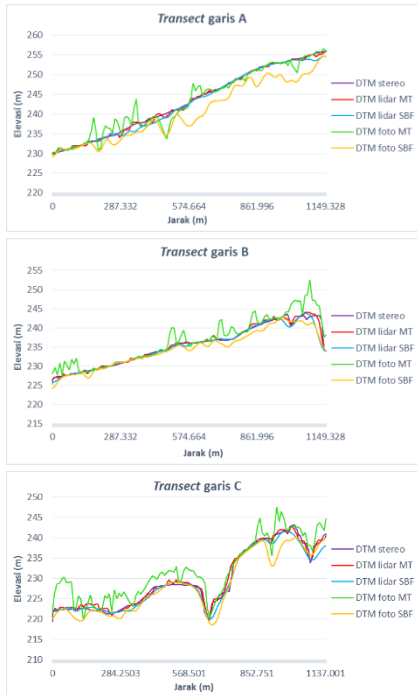 Transect garis A
Elevasi (m)
260
255
250
245
240
235
230
225
220
0 287.332 574.664 861.996 1149.328
Jarak (m)
DTM stereo
DTM lidar MT
DTM lidar SBF
DTM foto MT
DTM foto SBF
Transect garis B
Elevasi (m)
255
250
245
240
235
230
225
220
215
0 287.332 574.664 861.996 1149.328
Jarak (m)
DTM stereo
DTM lidar MT
DTM lidar SBF
DTM foto MT
DTM foto SBF
Transect garis C
Elevasi (m)
250
245
240
235
230
225
220
215
210
0 284.2503 568.501 852.751 1137.001
Jarak (m)
DTM stereo
DTM lidar MT
DTM lidar SBF
DTM foto MT
DTM foto SBF